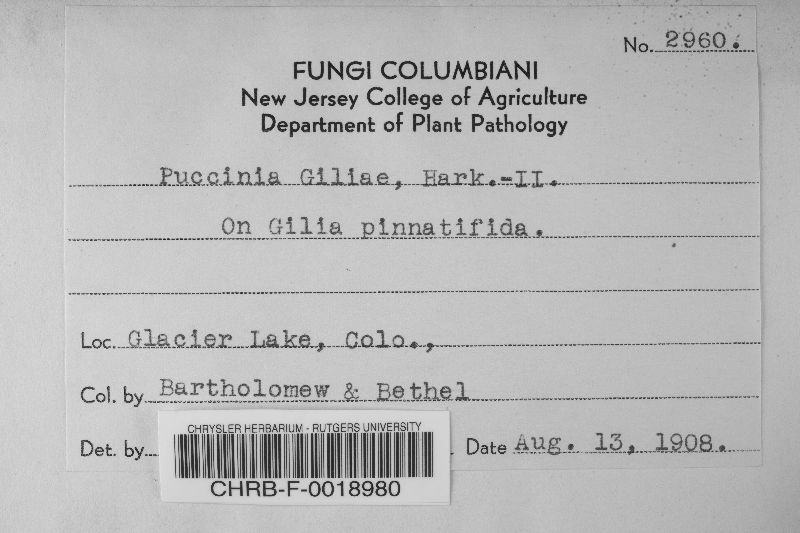 No. 2960.
FUNGI COLUMBIANI
New Jersey College of Agriculture
Department of Plant Pathology
Puccinia Giliae, Hark.-II.
On Gilia pinnatifida.
Loc. Glacier Lake, Colo.,
Col. by Bartholomew & Bethel
Det. by Date Aug. 13, 1908.
CHRYSLER HERBARIUM - RUTGERS UNIVERSITY
CHRB-F-0018980